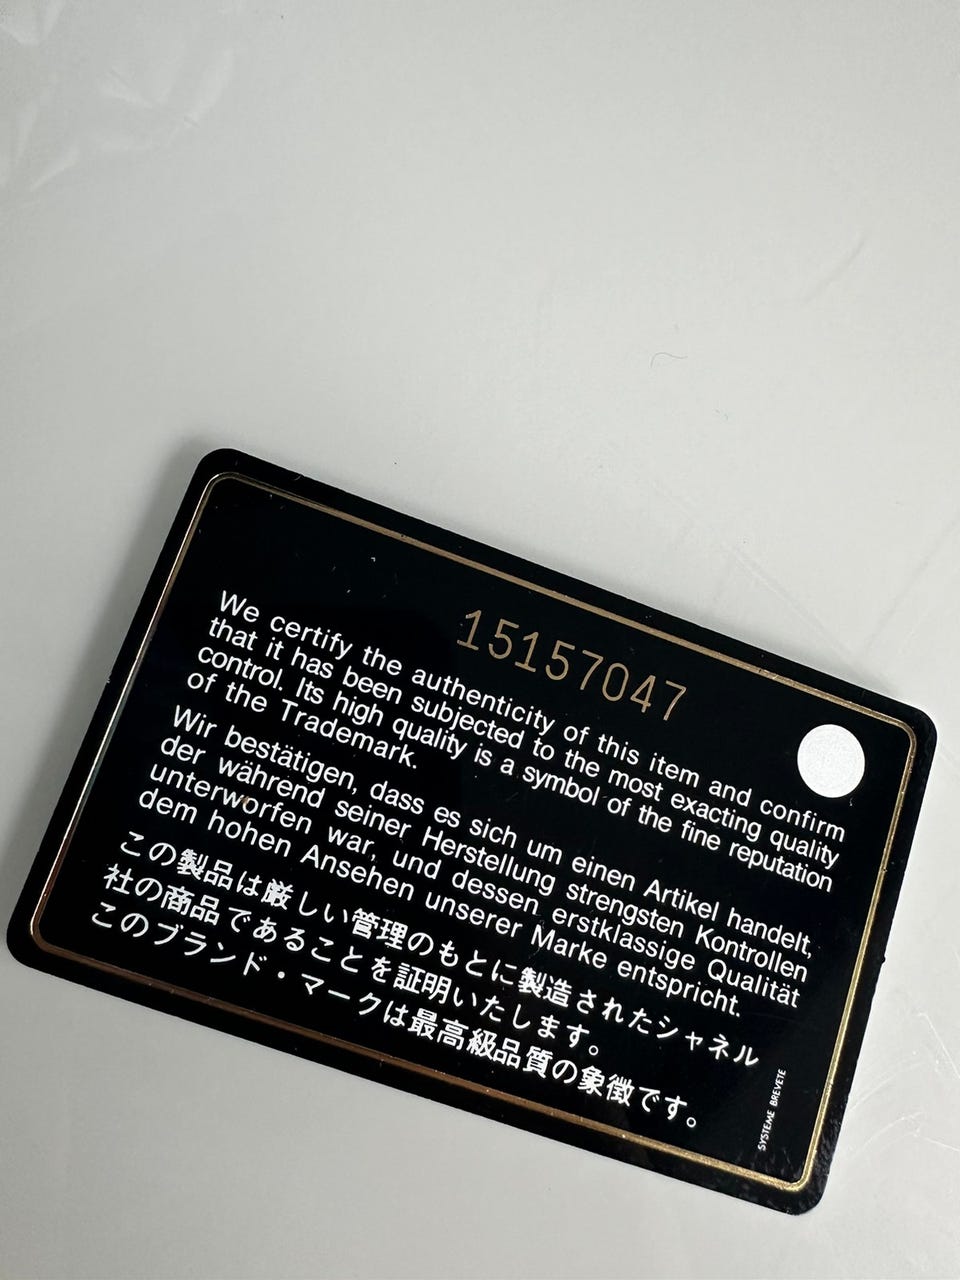 15157047
We certify the authenticity of this item and confirm
that it has been subjected to the most exacting quality
control. Its high quality is a symbol of the fine reputation
of the Trademark.
Wir bestätigen, dass es sich um einen Artikel handelt,
der während seiner Herstellung strengsten Kontrollen
unterworfen war, und dessen erstklassige Qualität
dem hohen Ansehen unserer Marke entspricht.
この製品は厳しい管理のもとに製造されたシャネル
社の商品であることを証明いたします。
このブランド・マークは最高級品質の象徴です。
SYSTEME BREVETE